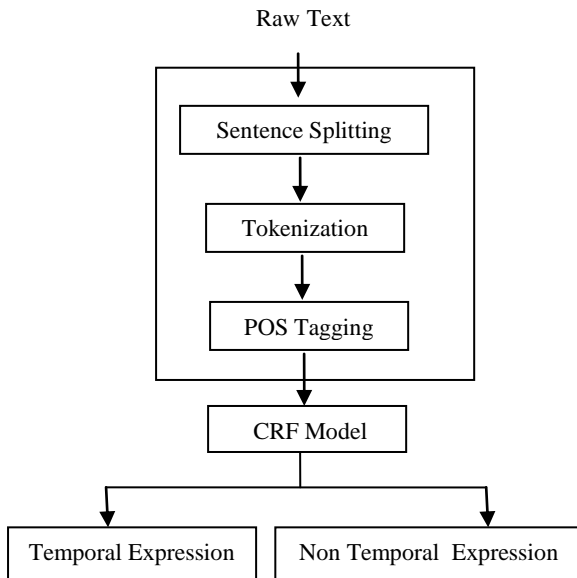 Raw Text
Sentence Splitting
Tokenization
POS Tagging
CRF Model
Temporal Expression
Non Temporal Expression